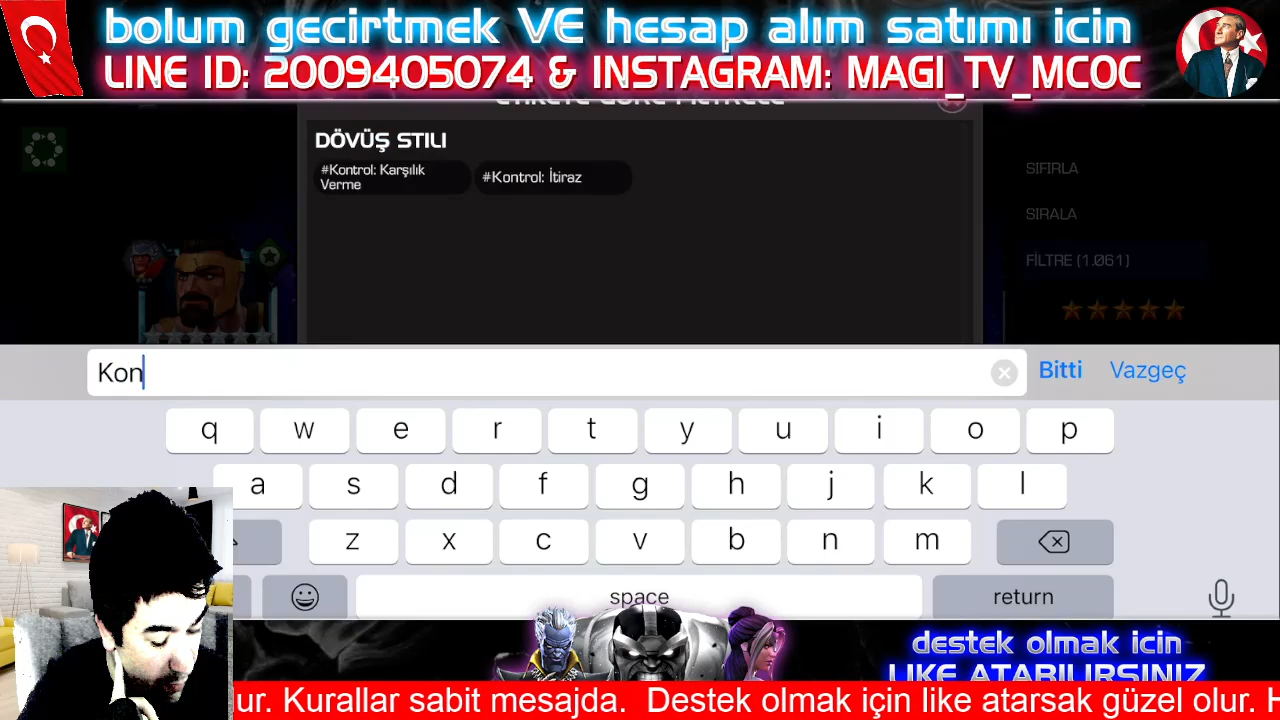 bolum gecirtmek VE hesap alım satımı icin
LINE ID: 2009405074 & INSTAGRAM: MAGI_TV_MCOC
DÖVÜŞ STILI
#Kontrol: Karşılık
Verme
#Kontrol: İtiraz
SIFIRLA
SIRALA
FİLTRE (1.061)
Kon
Bitti
Vazgeç
q w e r t y u i o p
a s d f g h j k l
z x c v b n m
space
return
destek olmak icin
LIKE ATABILIRSINIZ
ur. Kurallar sabit mesajda. Destek olmak için like atarsak güzel olur. H